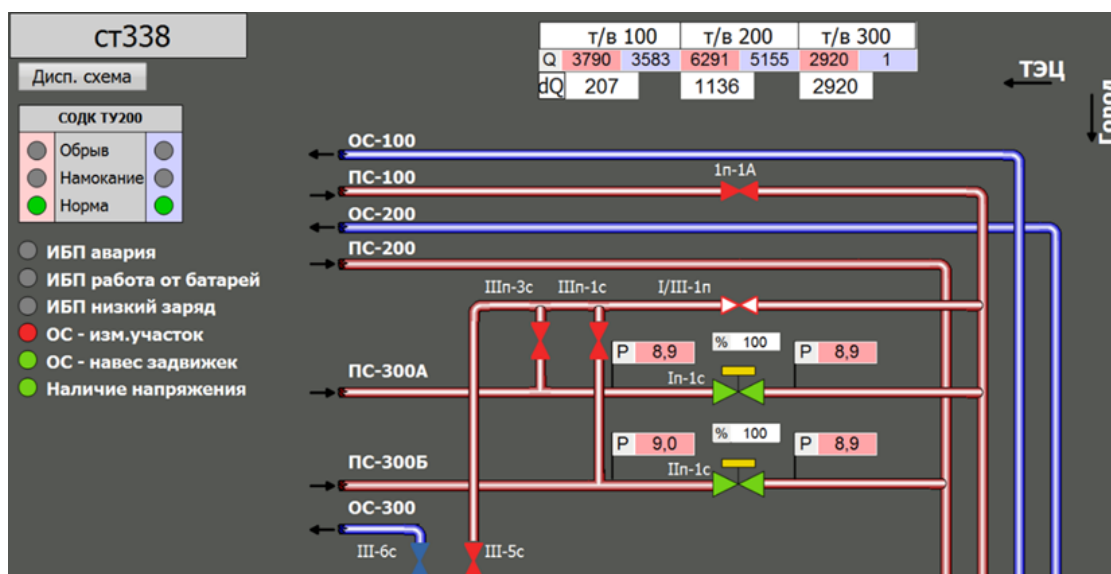 ст338
Дисп. схема
СОДК ТУ200
Обрыв
Намокание
Норма
ИБП авария
ИБП работа от батарей
ИБП низкий заряд
ОС - изм.участок
ОС - навес задвижек
Наличие напряжения
т/в 100 т/в 200 т/в 300
Q 3790 3583 6291 5155 2920 1
dQ 207 1136 2920
ТЭЦ
Город
ОС-100
ПС-100
1п-1А
ОС-200
ПС-200
IIIп-3с IIIп-1с I/III-1п
P 8,9
% 100
P 8,9
ПС-300А
Iп-1с
P 9,0
% 100
P 8,9
ПС-300Б
IIп-1с
ОС-300
III-6с
III-5с